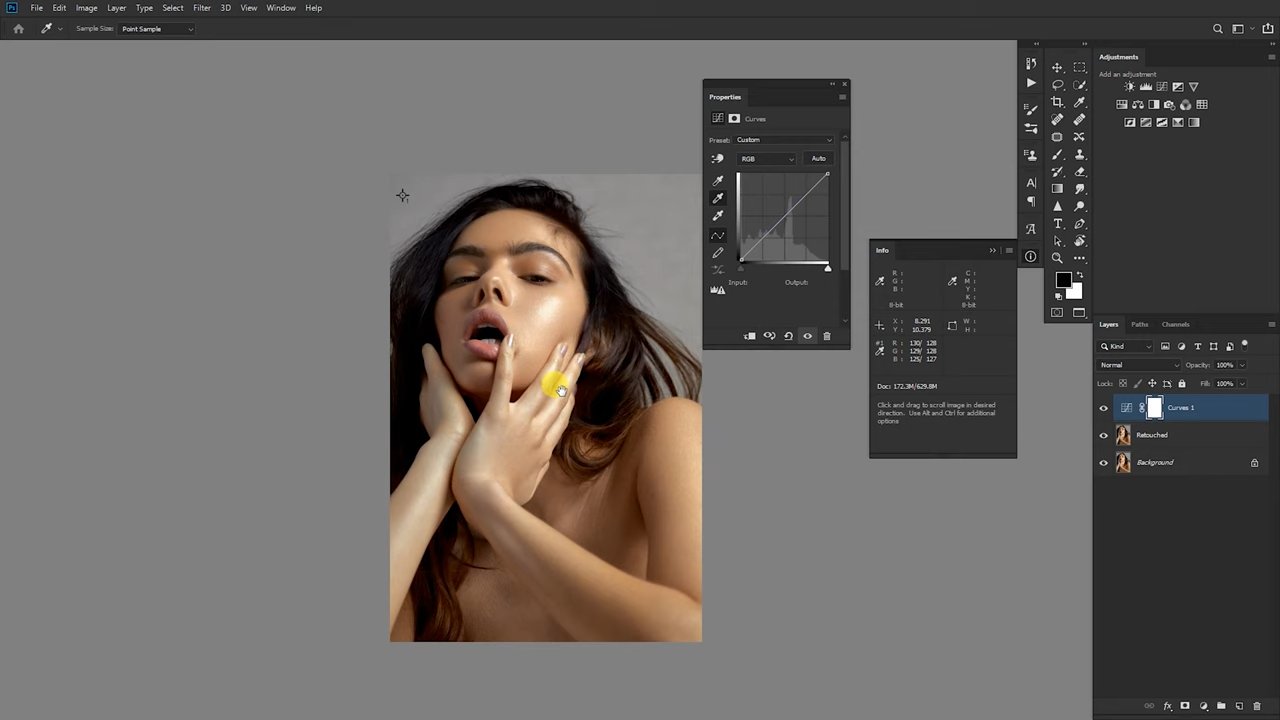 Ps File Edit Image Layer Type Select Filter 3D View Window Help
Sample Size: Point Sample
Adjustments
Add an adjustment
Properties
Curves
Preset: Custom
RGB Auto
Input: Output:
Info
R : C :
G : M :
B : Y :
K :
8-bit 8-bit
X : 8.291 W :
Y : 10.379 H :
#1 R : 130/ 128
G : 129/ 128
B : 125/ 127
Doc: 172.3M/629.8M
Click and drag to scroll image in desired
direction. Use Alt and Ctrl for additional
options
Layers Paths Channels
Kind
Normal Opacity: 100%
Lock: Fill: 100%
Curves 1
Retouched
Background